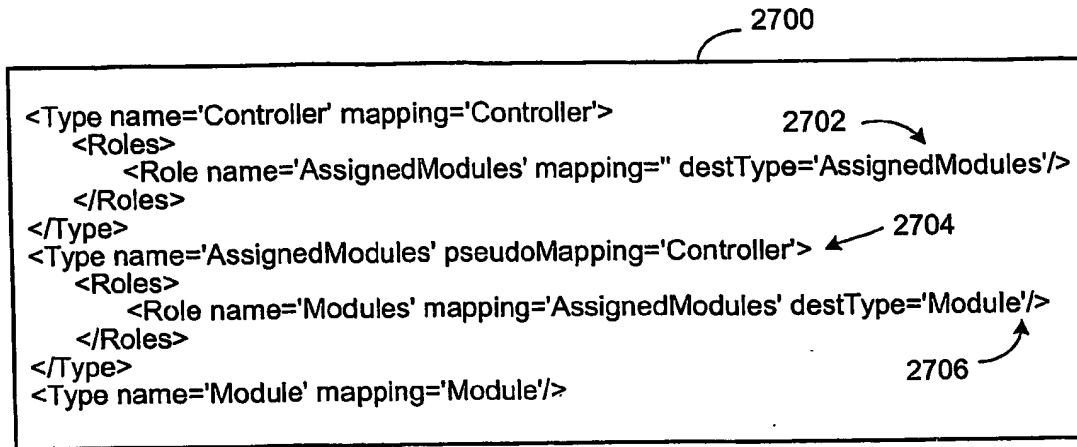 2700
<Type name='Controller' mapping='Controller'>
2702
<Roles>
<Role name='AssignedModules' mapping='' destType='AssignedModules'/>
</Roles>
</Type>
2704
<Type name='AssignedModules' pseudoMapping='Controller'>
<Roles>
<Role name='Modules' mapping='AssignedModules' destType='Module'/>
</Roles>
</Type>
2706
<Type name='Module' mapping='Module'/>